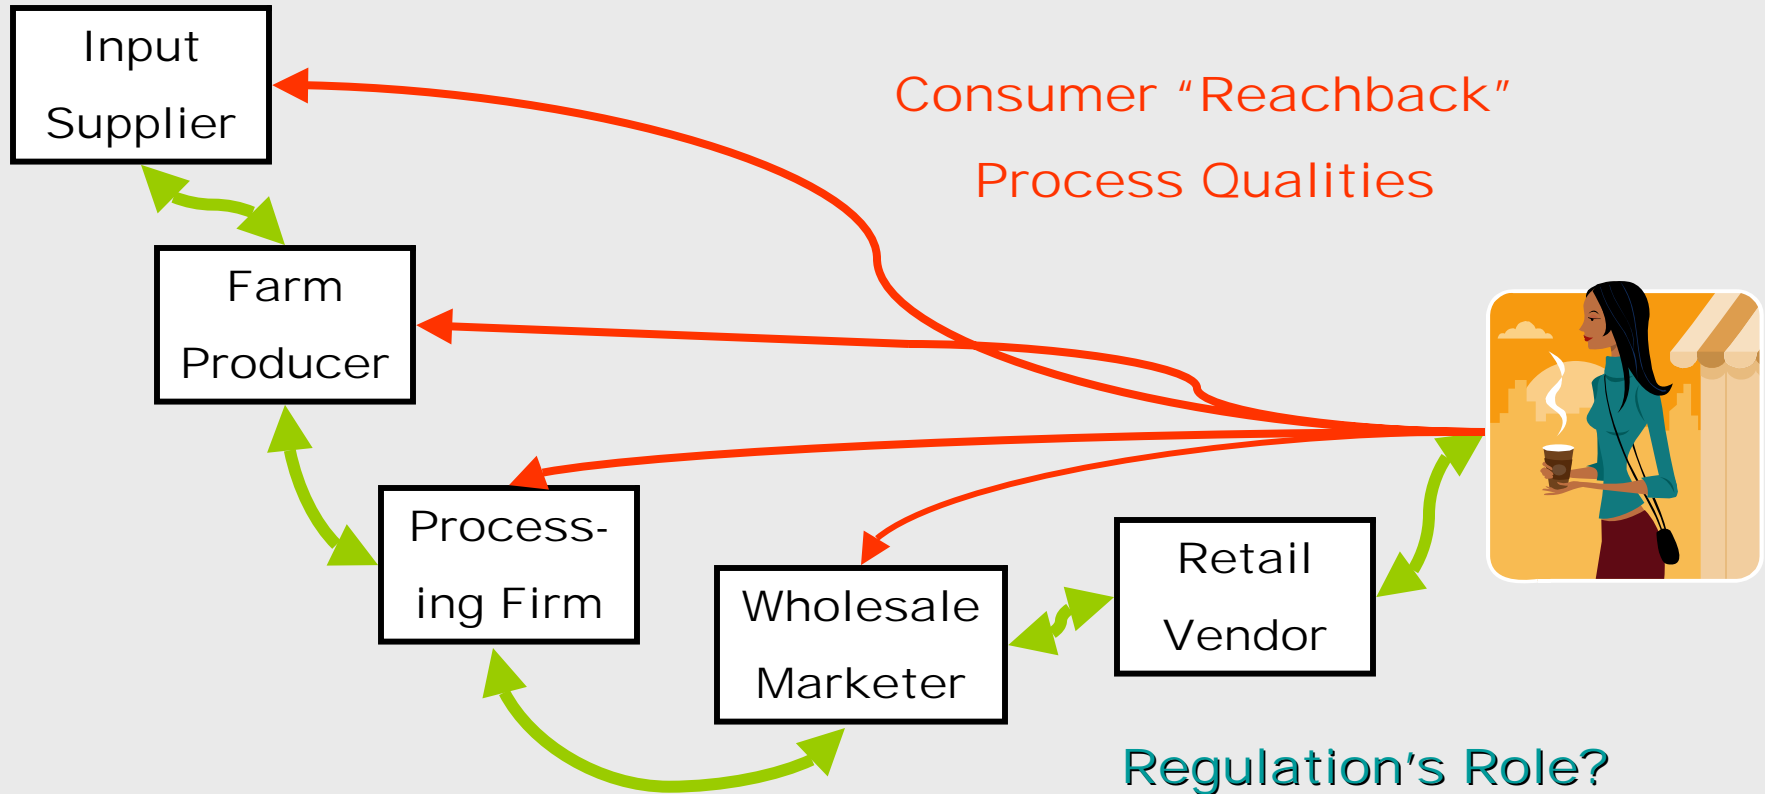 Input
Supplier
Consumer “Reachback”
Process Qualities
Farm
Producer
Process-
ing Firm
Wholesale
Marketer
Retail
Vendor
Regulation's Role?